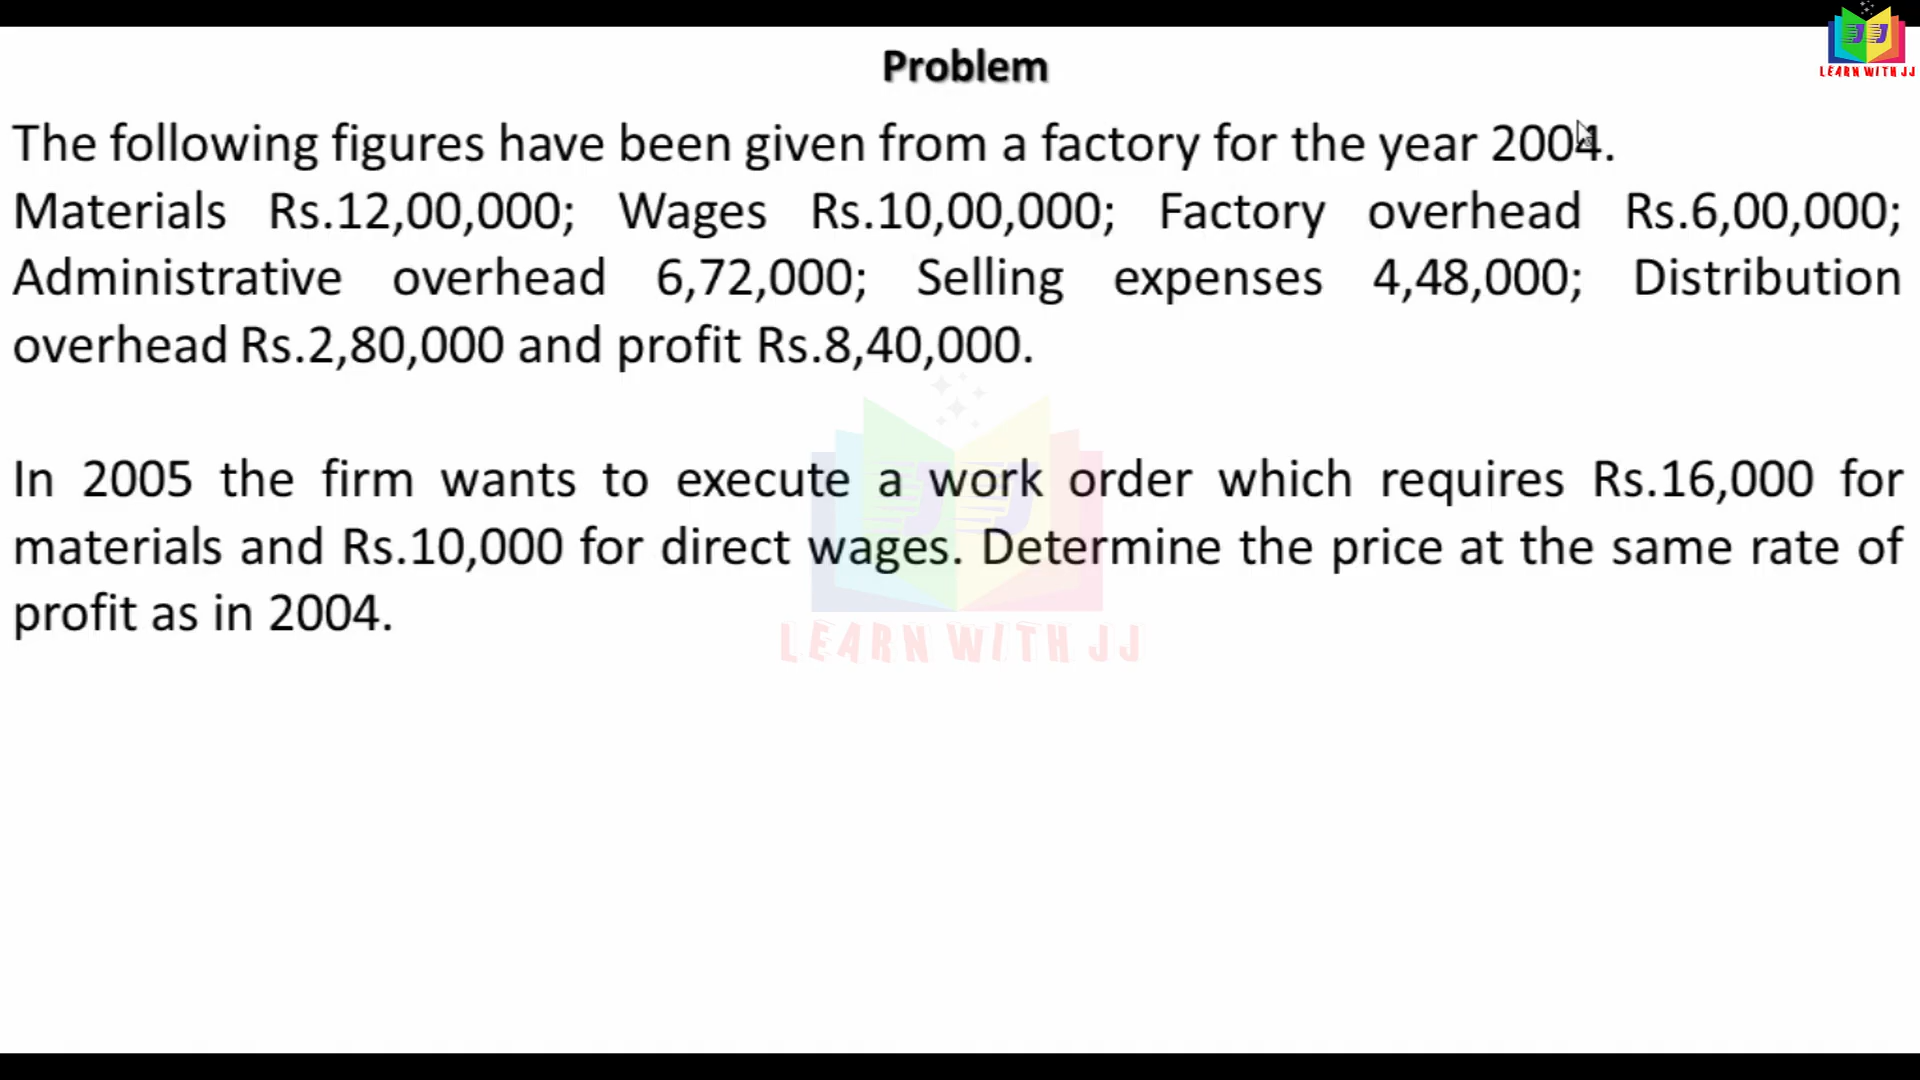 LEARN WITH JJ
Problem
The following figures have been given from a factory for the year 2004.
Materials Rs.12,00,000; Wages Rs.10,00,000; Factory overhead Rs.6,00,000;
Administrative overhead 6,72,000; Selling expenses 4,48,000; Distribution
overhead Rs.2,80,000 and profit Rs.8,40,000.
In 2005 the firm wants to execute a work order which requires Rs.16,000 for
materials and Rs.10,000 for direct wages. Determine the price at the same rate of
profit as in 2004.
LEARN WITH JJ